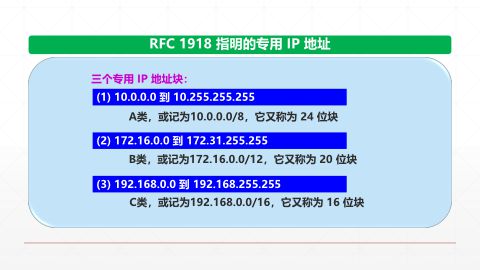 RFC 1918 指明的专用 IP 地址
三个专用 IP 地址块：
(1) 10.0.0.0 到 10.255.255.255
A类，或记为10.0.0.0/8，它又称为 24 位块
(2) 172.16.0.0 到 172.31.255.255
B类，或记为172.16.0.0/12，它又称为 20 位块
(3) 192.168.0.0 到 192.168.255.255
C类，或记为192.168.0.0/16，它又称为 16 位块